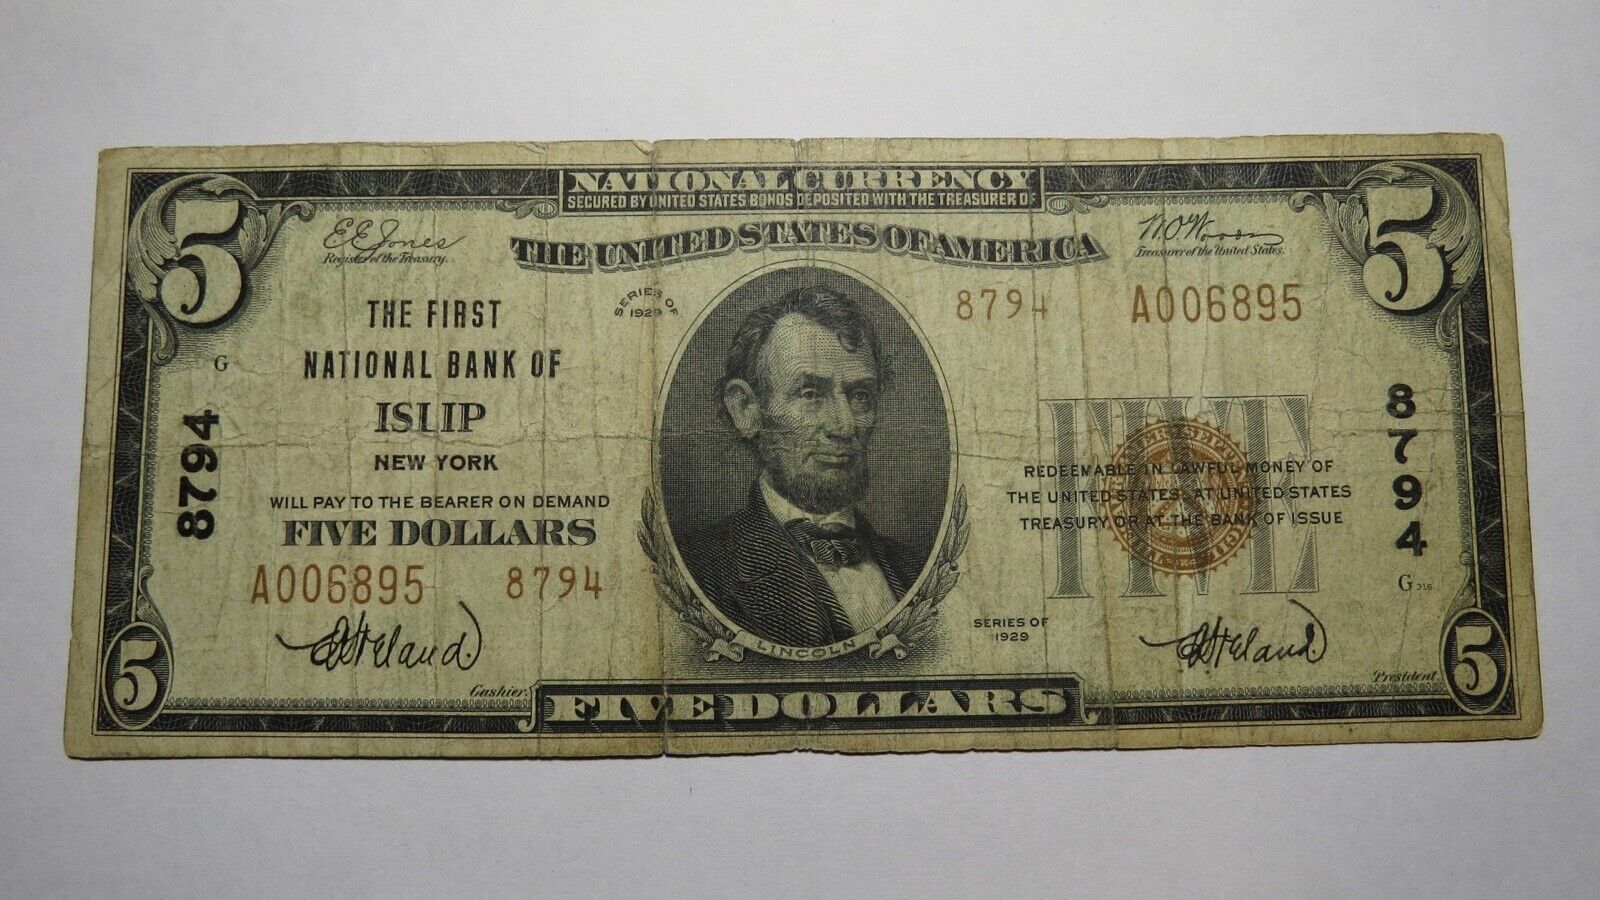 NATIONAL CURRENCY
SECURED BY UNITED STATES BONDS DEPOSITED WITH THE TREASURER OF
THE UNITED STATES OF AMERICA
5
5
E E Jones
Register of the Treasury.
W.O. Woods
Treasurer of the United States.
SERIES OF
1929
8794 A006895
THE FIRST
NATIONAL BANK OF
ISLIP
NEW YORK
G
8794
8794
WILL PAY TO THE BEARER ON DEMAND
FIVE DOLLARS
A006895 8794
FIVE
REDEEMABLE IN LAWFUL MONEY OF
THE UNITED STATES, AT UNITED STATES
TREASURY, OR AT THE BANK OF ISSUE
G 316
LINCOLN
SERIES OF
1929
Cashier.
President.
5
FIVE DOLLARS
5